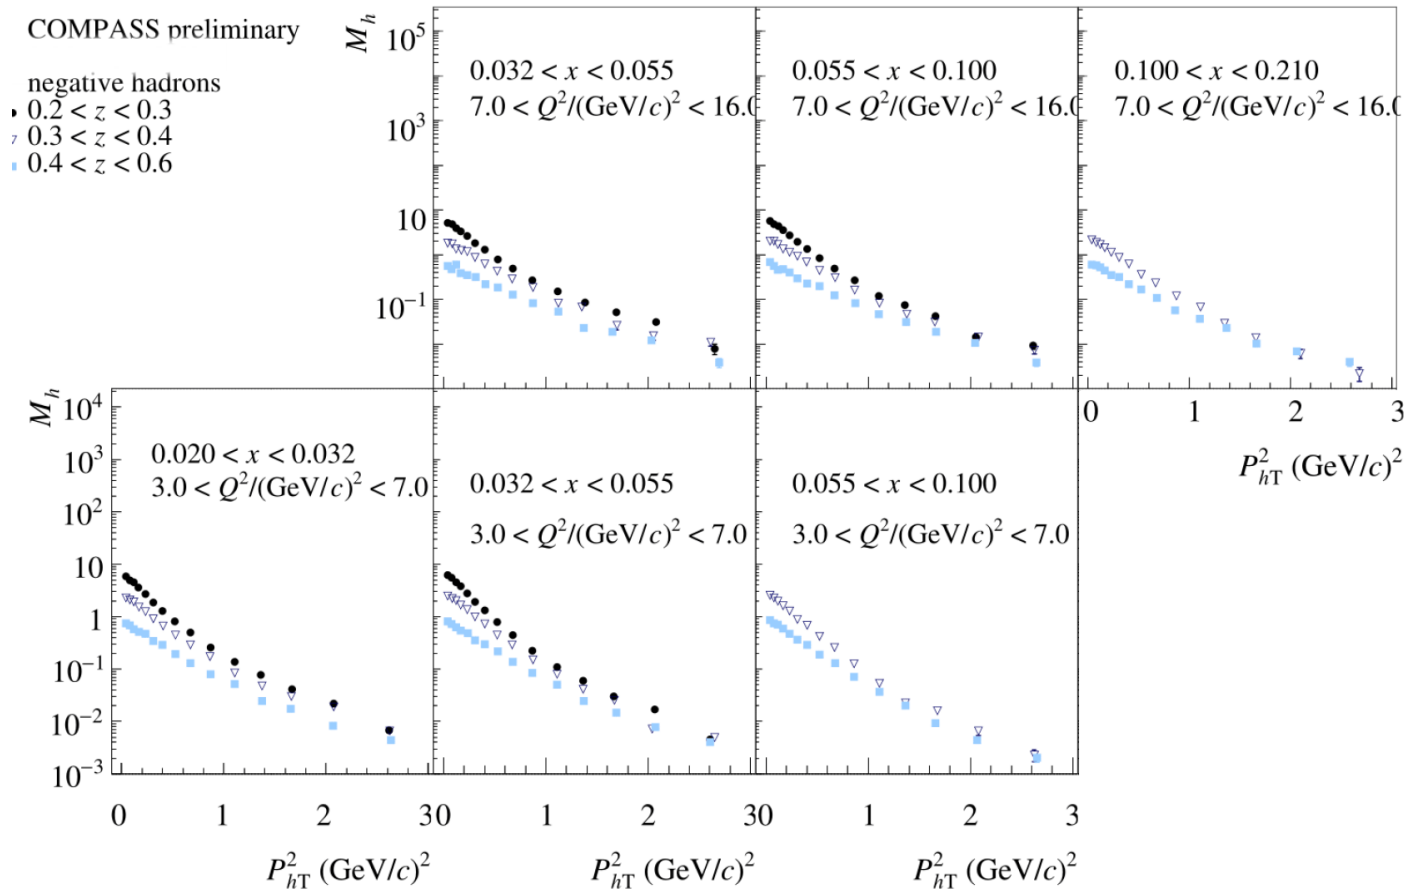 COMPASS preliminary
negative hadrons
0.2 < z < 0.3
0.3 < z < 0.4
0.4 < z < 0.6
M_h
10^5
10^3
10
10^−1
0.032 < x < 0.055
7.0 < Q^2/(GeV/c)^2 < 16.0
0.055 < x < 0.100
7.0 < Q^2/(GeV/c)^2 < 16.0
0.100 < x < 0.210
7.0 < Q^2/(GeV/c)^2 < 16.0
0 1 2 3
P_hT^2 (GeV/c)^2
M_h
10^4
10^3
10^2
10
1
10^−1
10^−2
10^−3
0.020 < x < 0.032
3.0 < Q^2/(GeV/c)^2 < 7.0
0.032 < x < 0.055
3.0 < Q^2/(GeV/c)^2 < 7.0
0.055 < x < 0.100
3.0 < Q^2/(GeV/c)^2 < 7.0
0 1 2 30 1 2 30 1 2 3
P_hT^2 (GeV/c)^2 P_hT^2 (GeV/c)^2 P_hT^2 (GeV/c)^2